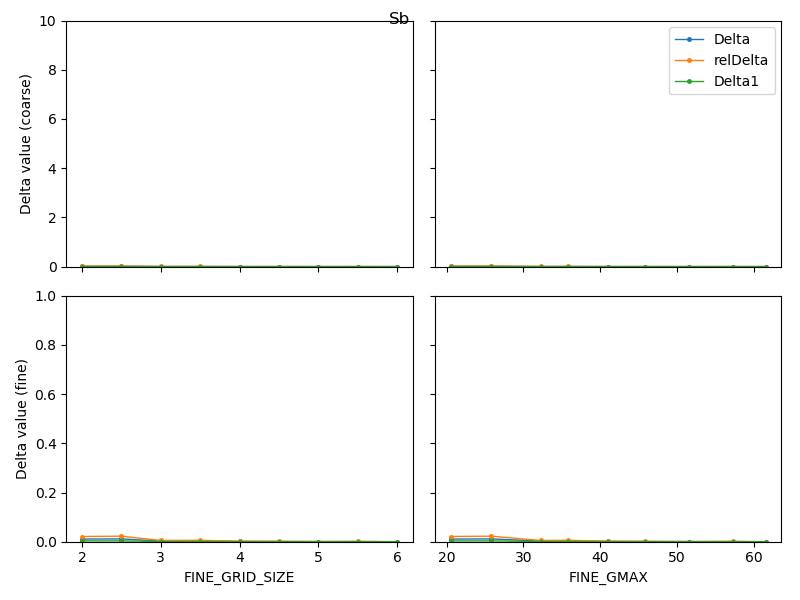 Sb
10
8
6
4
2
0
Delta value (coarse)
Delta
relDelta
Delta1
1.0
0.8
0.6
0.4
0.2
0.0
Delta value (fine)
2 3 4 5 6
FINE_GRID_SIZE
20 30 40 50 60
FINE_GMAX